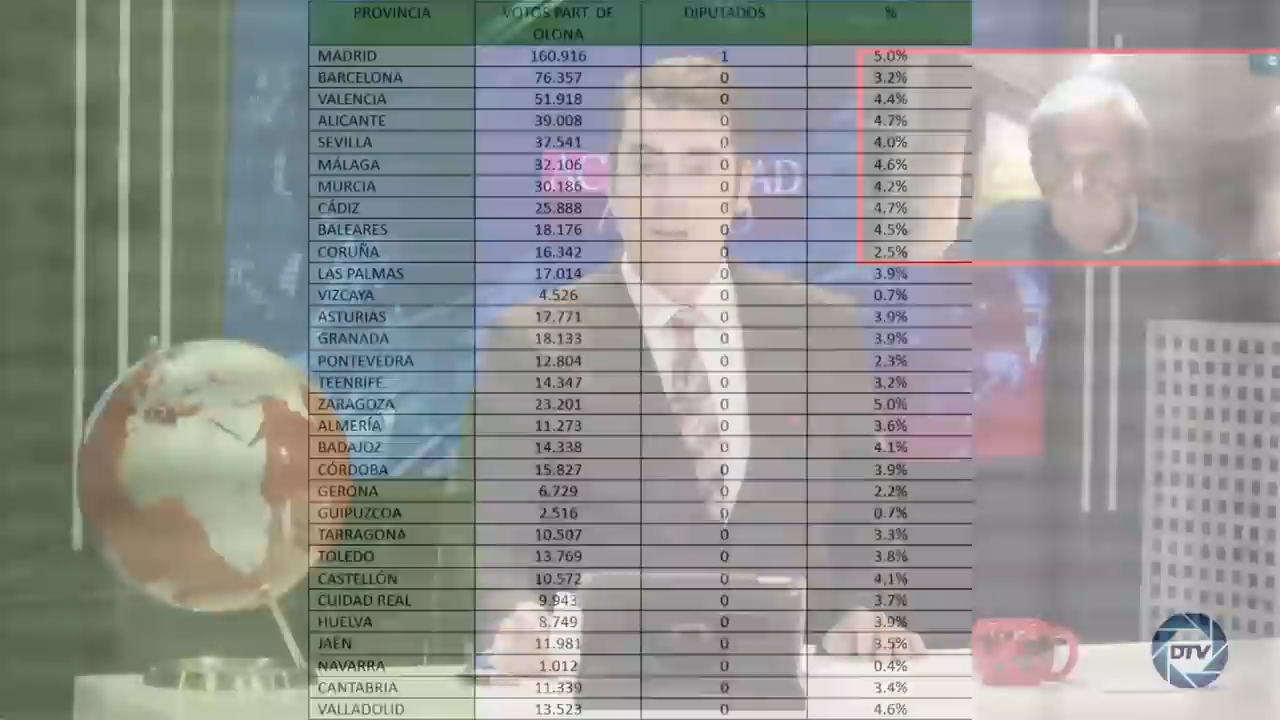 PROVINCIA VOTOS PART. DE OLONA DIPUTADOS %
MADRID 160.916 1 5.0%
BARCELONA 76.357 0 3.2%
VALENCIA 51.918 0 4.4%
ALICANTE 39.008 0 4.7%
SEVILLA 37.541 0 4.0%
MÁLAGA 32.106 0 4.6%
MURCIA 30.186 0 4.2%
CÁDIZ 25.888 0 4.7%
BALEARES 18.176 0 4.5%
CORUÑA 16.342 0 2.5%
LAS PALMAS 17.014 0 3.9%
VIZCAYA 4.526 0 0.7%
ASTURIAS 17.771 0 3.9%
GRANADA 18.133 0 3.9%
PONTEVEDRA 12.804 0 2.3%
TEENRIFE 14.347 0 3.2%
ZARAGOZA 23.201 0 5.0%
ALMERÍA 11.273 0 3.6%
BADAJOZ 14.338 0 4.1%
CÓRDOBA 15.827 0 3.9%
GERONA 6.729 0 2.2%
GUIPUZCOA 2.516 0 0.7%
TARRAGONA 10.507 0 3.3%
TOLEDO 13.769 0 3.8%
CASTELLÓN 10.572 0 4,1%
CUIDAD REAL 9.943 0 3.7%
HUELVA 8.749 0 3.9%
JAÉN 11.981 0 3.5%
NAVARRA 1.012 0 0.4%
CANTABRIA 11.339 0 3.4%
VALLADOLID 13.523 0 4.6%
DTV